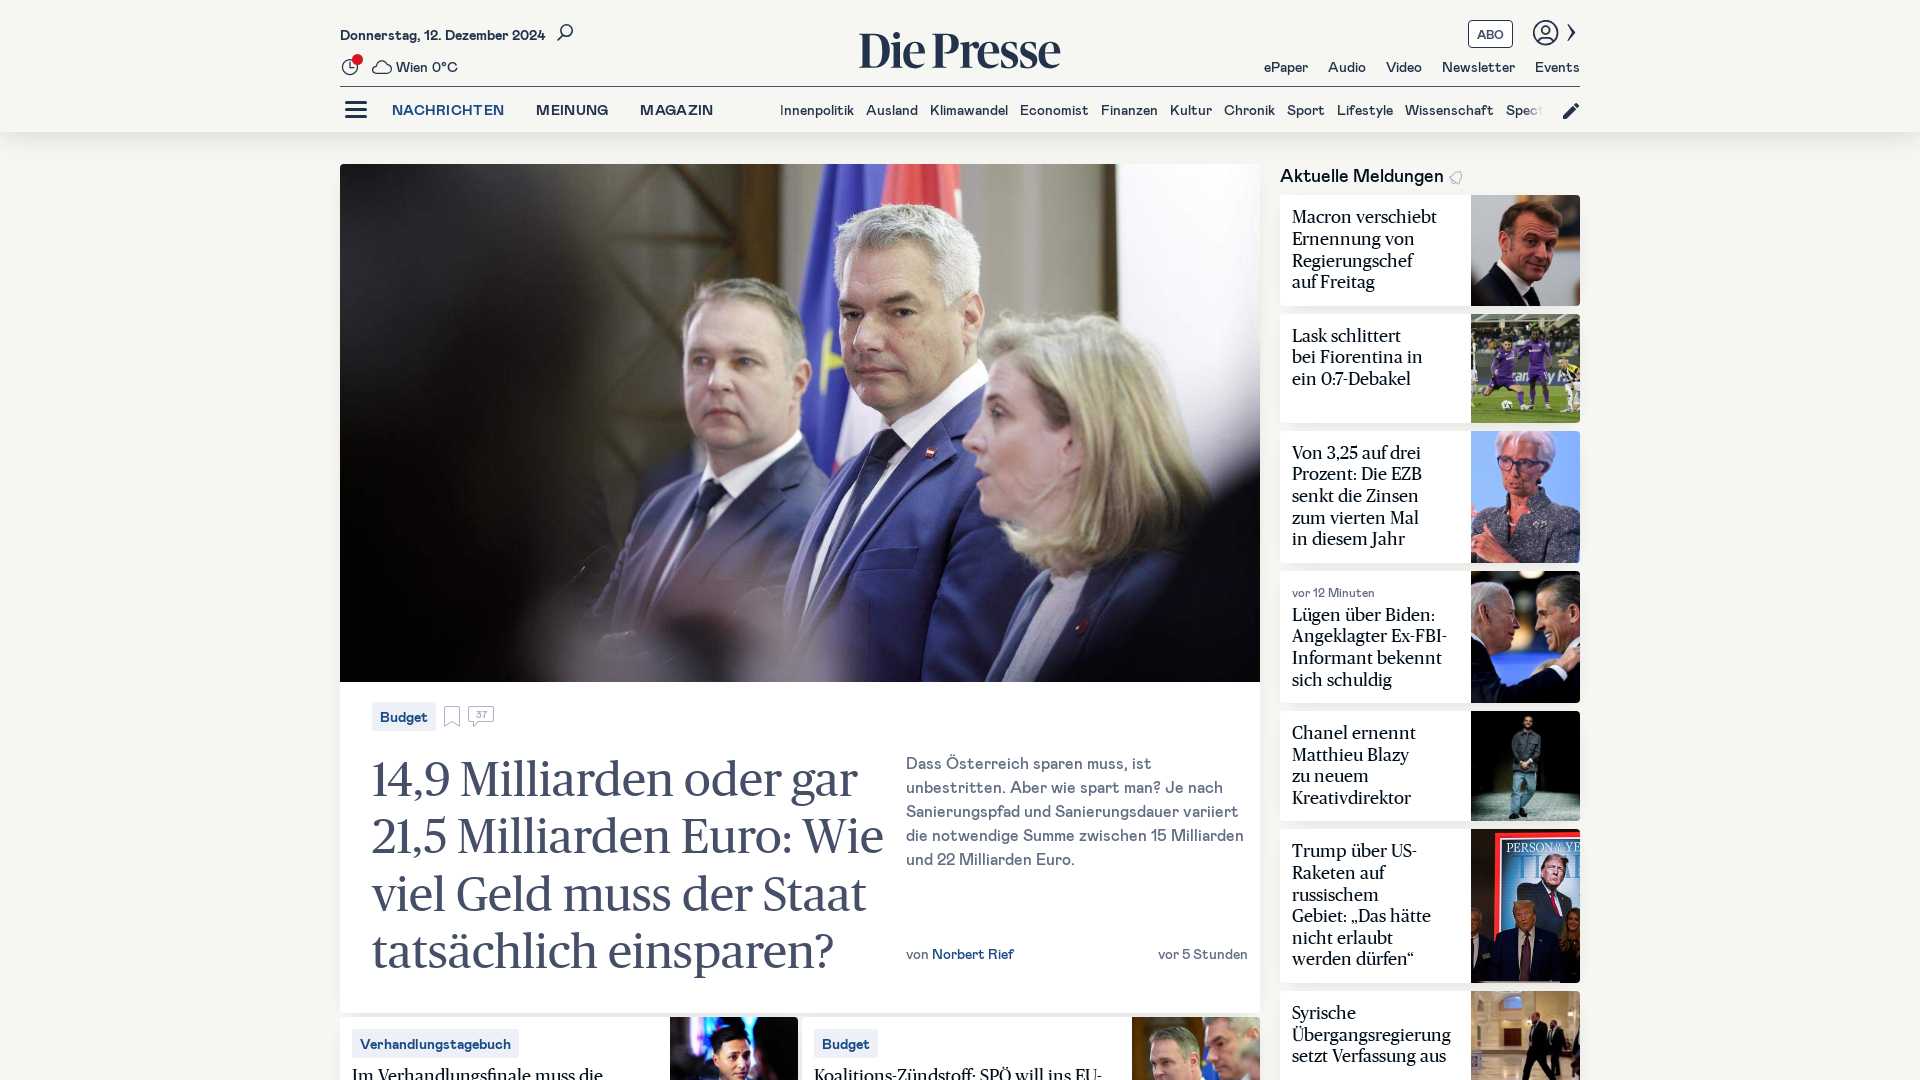 Donnerstag, 12. Dezember 2024
Wien 0°C
Die Presse
ABO
ePaper Audio Video Newsletter Events
NACHRICHTEN MEINUNG MAGAZIN
Innenpolitik Ausland Klimawandel Economist Finanzen Kultur Chronik Sport Lifestyle Wissenschaft Spect
Budget
37
14,9 Milliarden oder gar
21,5 Milliarden Euro: Wie
viel Geld muss der Staat
tatsächlich einsparen?
Dass Österreich sparen muss, ist
unbestritten. Aber wie spart man? Je nach
Sanierungspfad und Sanierungsdauer variiert
die notwendige Summe zwischen 15 Milliarden
und 22 Milliarden Euro.
von Norbert Rief
vor 5 Stunden
Verhandlungstagebuch
Im Verhandlungsfinale muss die
Budget
Koalitions-Zündstoff: SPÖ will ins EU-
Aktuelle Meldungen
Macron verschiebt
Ernennung von
Regierungschef
auf Freitag
Lask schlittert
bei Fiorentina in
ein 0:7-Debakel
Von 3,25 auf drei
Prozent: Die EZB
senkt die Zinsen
zum vierten Mal
in diesem Jahr
vor 12 Minuten
Lügen über Biden:
Angeklagter Ex-FBI-
Informant bekennt
sich schuldig
Chanel ernennt
Matthieu Blazy
zu neuem
Kreativdirektor
Trump über US-
Raketen auf
russischem
Gebiet: „Das hätte
nicht erlaubt
werden dürfen“
PERSON
Syrische
Übergangsregierung
setzt Verfassung aus